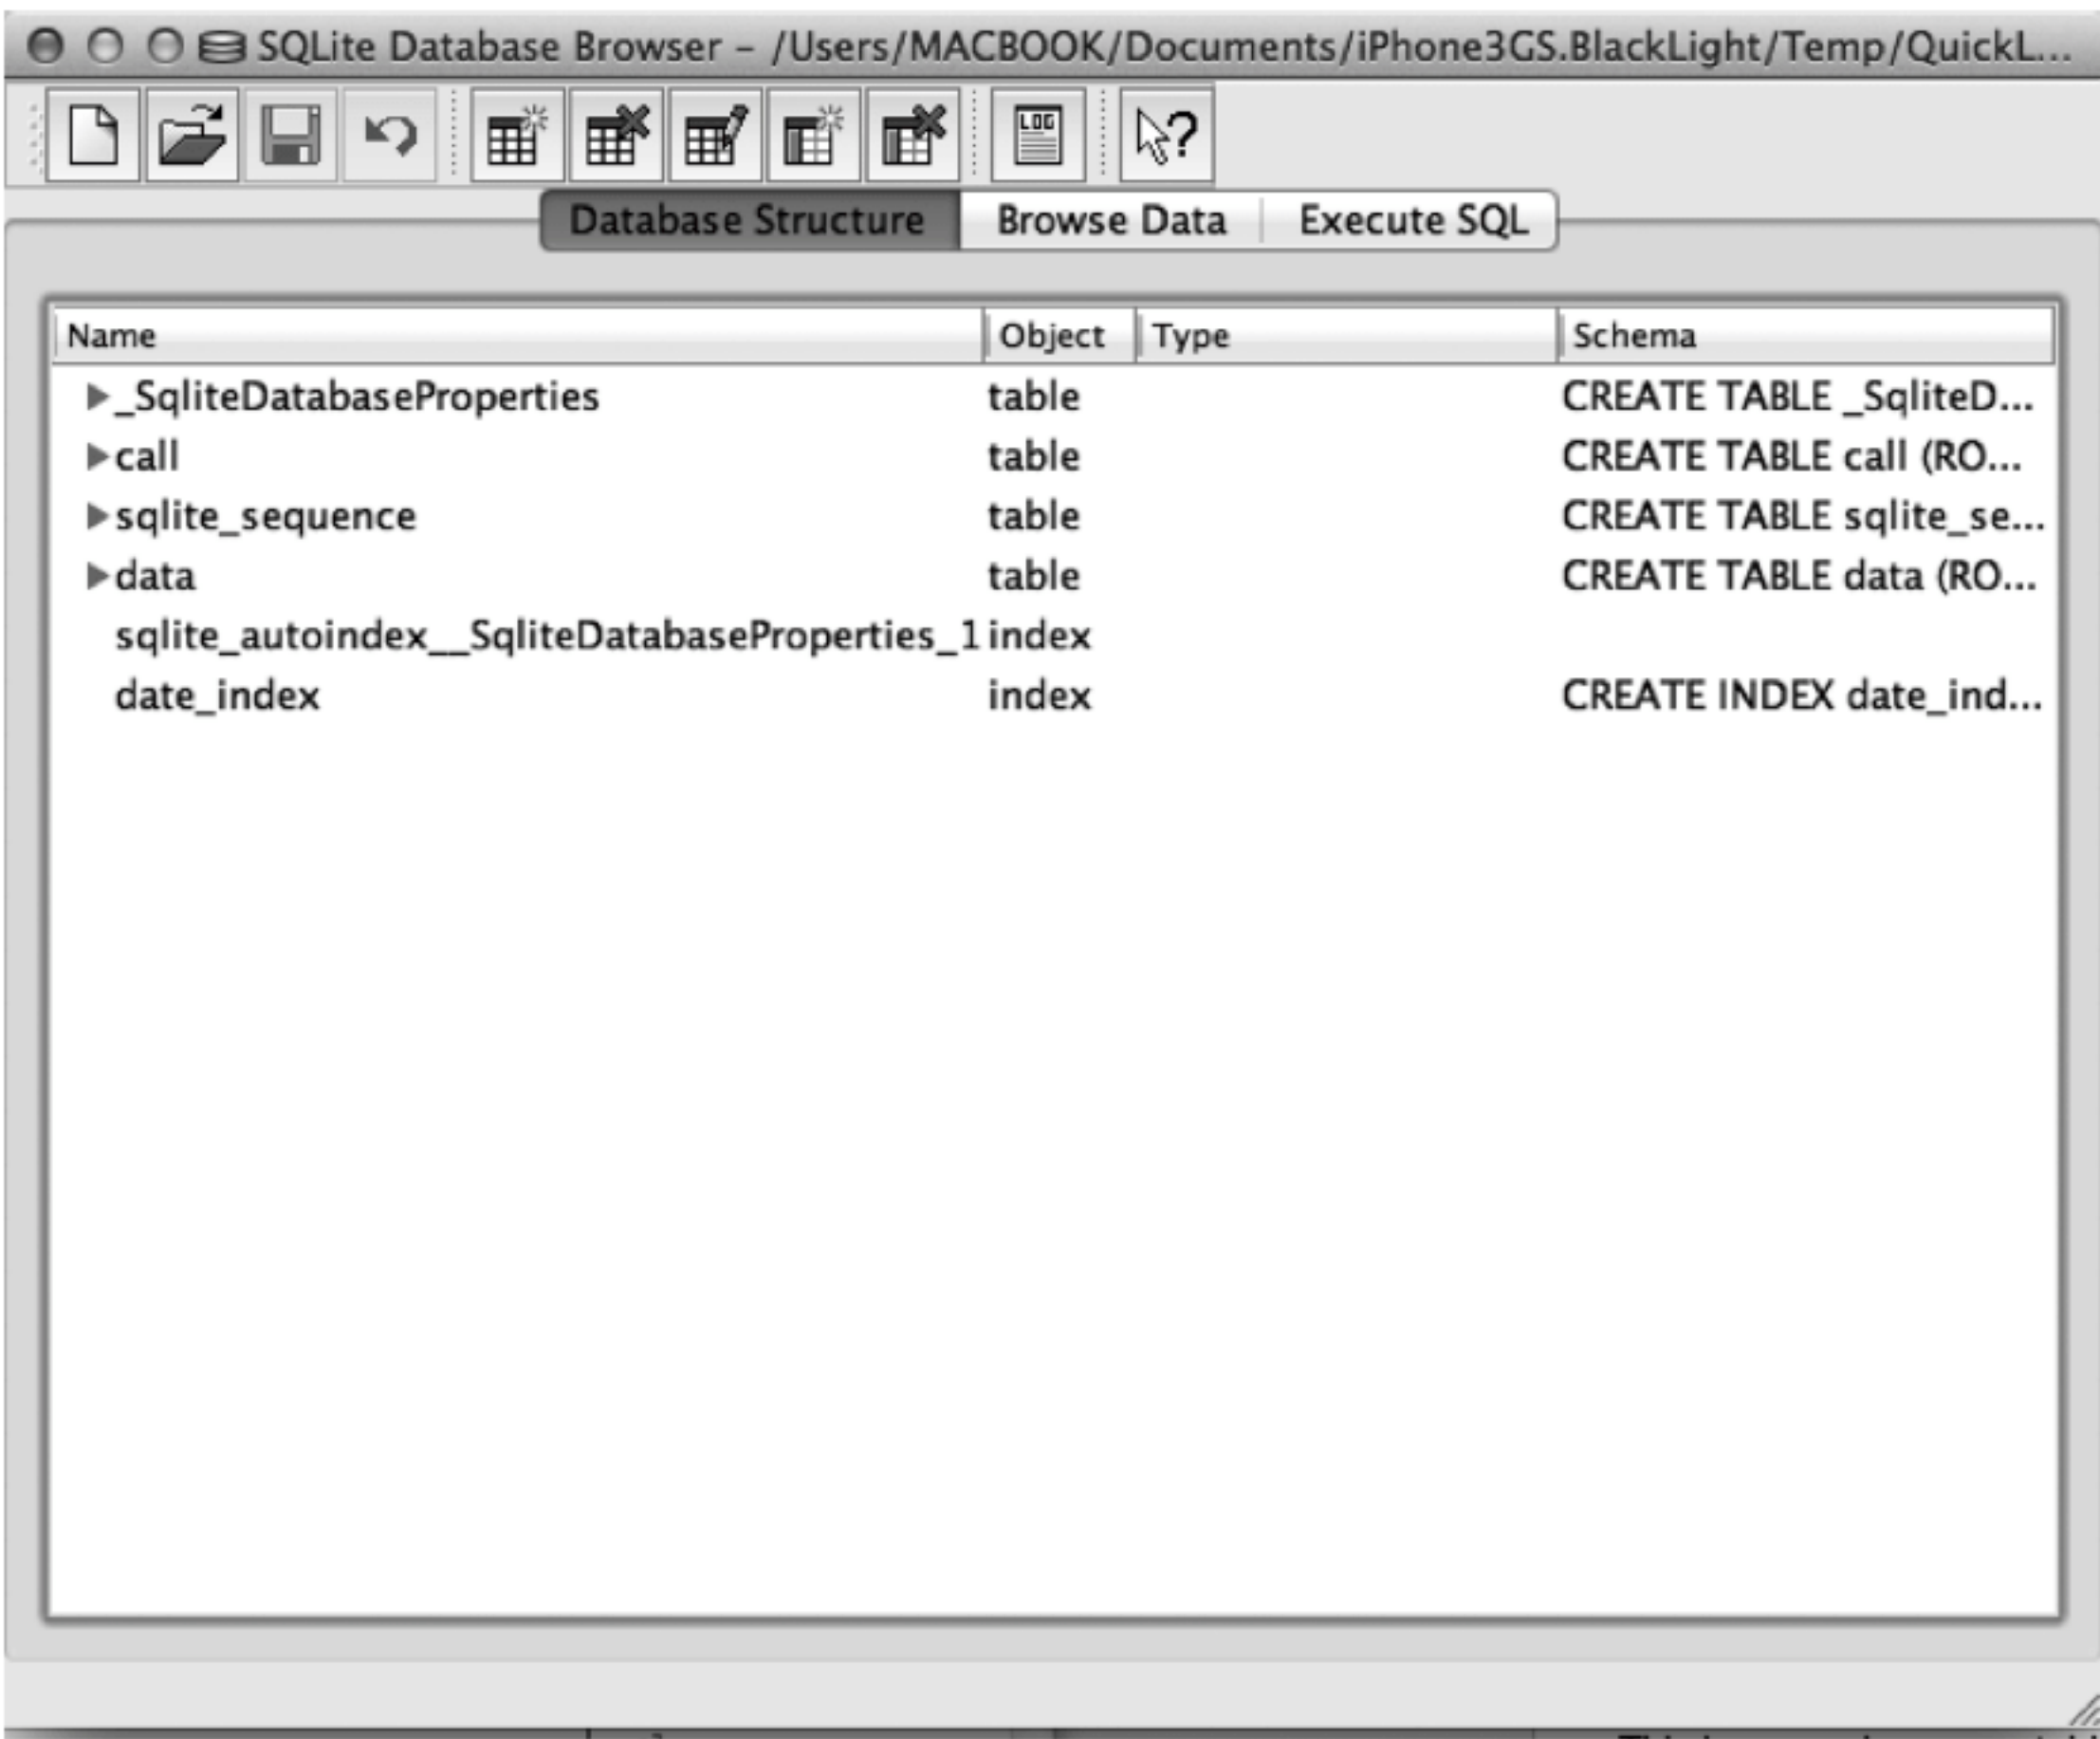 SQLite Database Browser – /Users/MACBOOK/Documents/iPhone3GS.BlackLight/Temp/QuickL...
LOG
?
Database Structure Browse Data Execute SQL
Name Object Type Schema
_SqliteDatabaseProperties table CREATE TABLE _SqliteD...
call table CREATE TABLE call (RO...
sqlite_sequence table CREATE TABLE sqlite_se...
data table CREATE TABLE data (RO...
sqlite_autoindex__SqliteDatabaseProperties_1 index
date_index index CREATE INDEX date_ind...